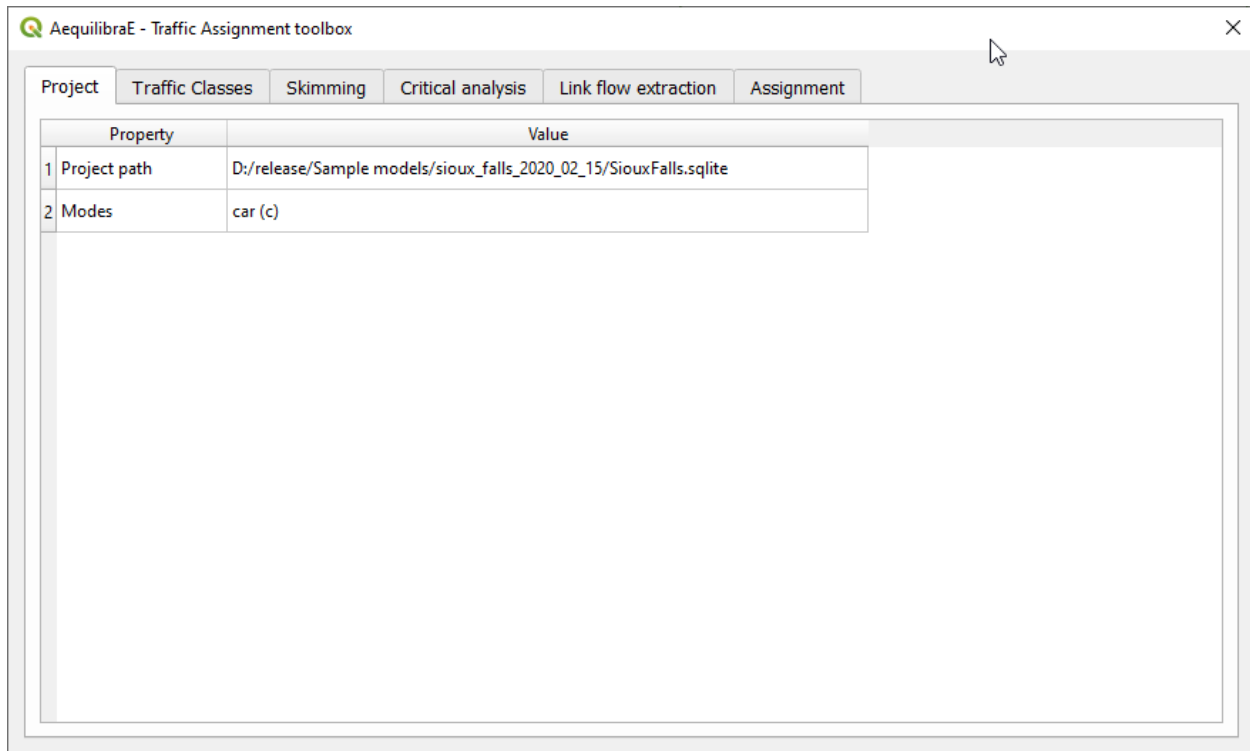 AequilibraE - Traffic Assignment toolbox
Project Traffic Classes Skimming Critical analysis Link flow extraction Assignment
Property Value
1 Project path D:/release/Sample models/sioux_falls_2020_02_15/SiouxFalls.sqlite
2 Modes car (c)